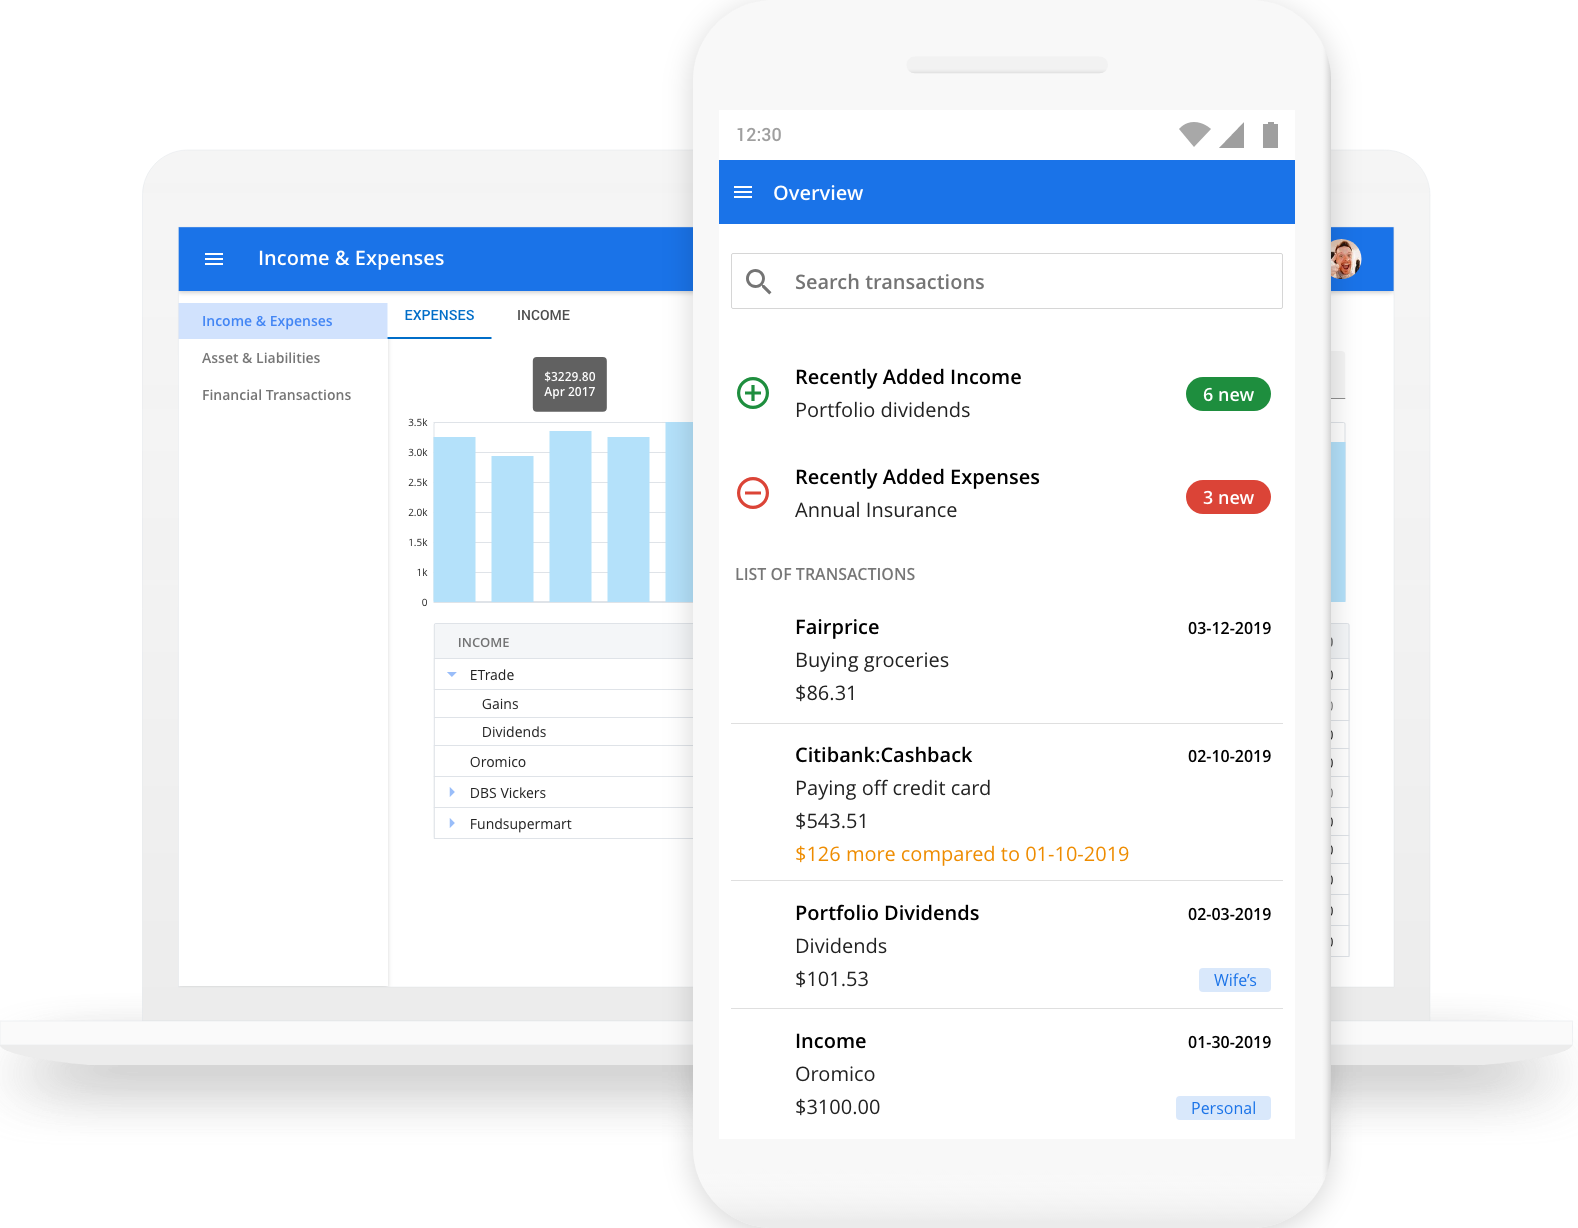 12:30
Overview
Search transactions
Recently Added Income
Portfolio dividends
6 new
Recently Added Expenses
Annual Insurance
3 new
LIST OF TRANSACTIONS
Fairprice 03-12-2019
Buying groceries
$86.31
Citibank:Cashback 02-10-2019
Paying off credit card
$543.51
$126 more compared to 01-10-2019
Portfolio Dividends 02-03-2019
Dividends
$101.53 Wife’s
Income 01-30-2019
Oromico
$3100.00 Personal
Income & Expenses
Income & Expenses
Asset & Liabilities
Financial Transactions
EXPENSES INCOME
$3229.80
Apr 2017
3.5k
3.0k
2.5k
2.0k
1.5k
1k
0
INCOME
ETrade
Gains
Dividends
Oromico
DBS Vickers
Fundsupermart